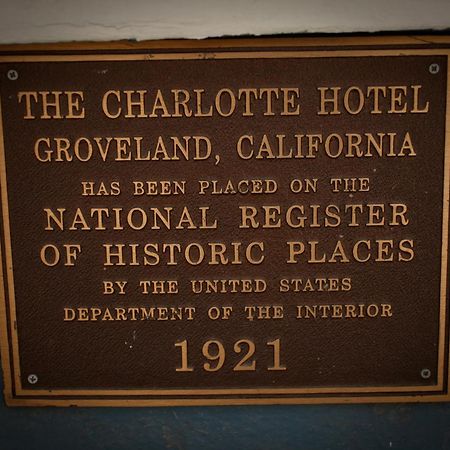 THE CHARLOTTE HOTEL
GROVELAND, CALIFORNIA
HAS BEEN PLACED ON THE
NATIONAL REGISTER
OF HISTORIC PLACES
BY THE UNITED STATES
DEPARTMENT OF THE INTERIOR
1921